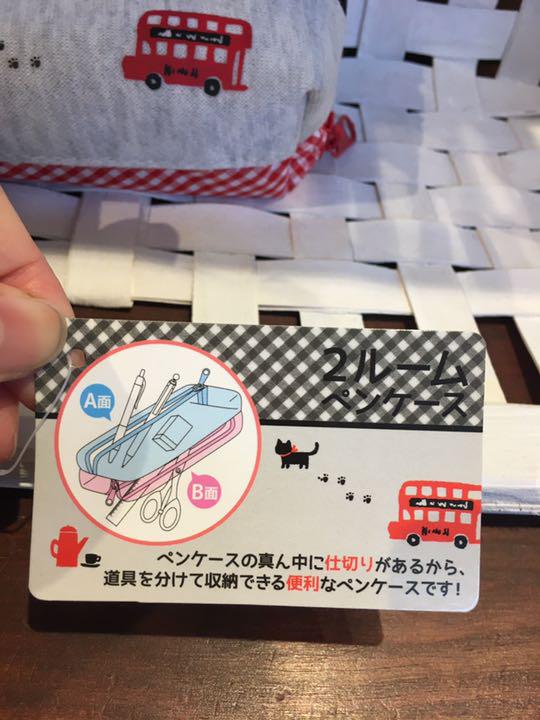 2ルーム
ペンケース
A面
B面
ペンケースの真ん中に仕切りがあるから、
道具を分けて収納できる便利なペンケースです!